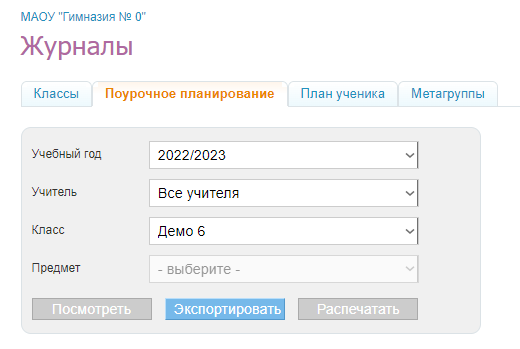 МАОУ "Гимназия № 0"
Журналы
Классы Поурочное планирование План ученика Метагруппы
Учебный год 2022/2023
Учитель Все учителя
Класс Демо 6
Предмет - выберите -
Посмотреть Экспортировать Распечатать